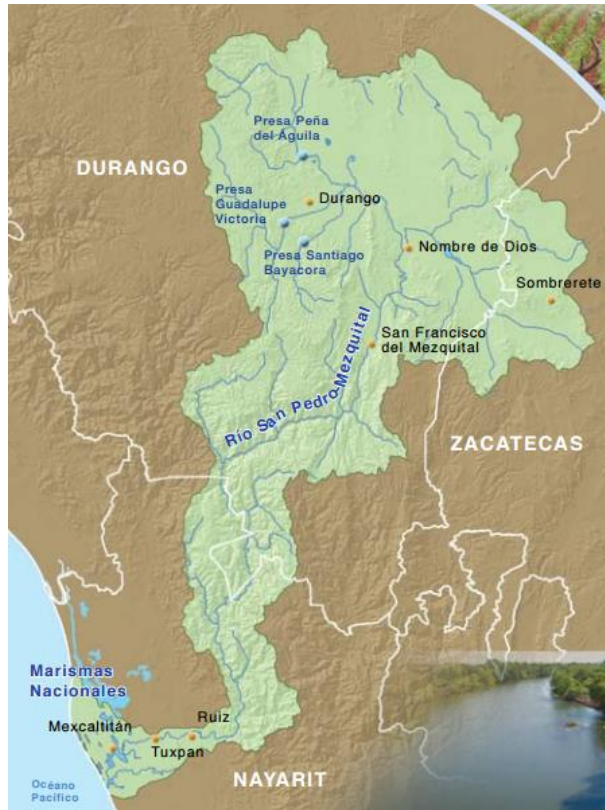 Presa Peña
del Águila
DURANGO
Presa
Guadalupe
Victoria
Durango
Nombre de Dios
Presa Santiago
Bayacora
Sombrerete
San Francisco
del Mezquital
Río San Pedro-Mezquital
ZACATECAS
Marismas
Nacionales
Mexcaltitán
Ruiz
Tuxpan
NAYARIT
Océano
Pacífico